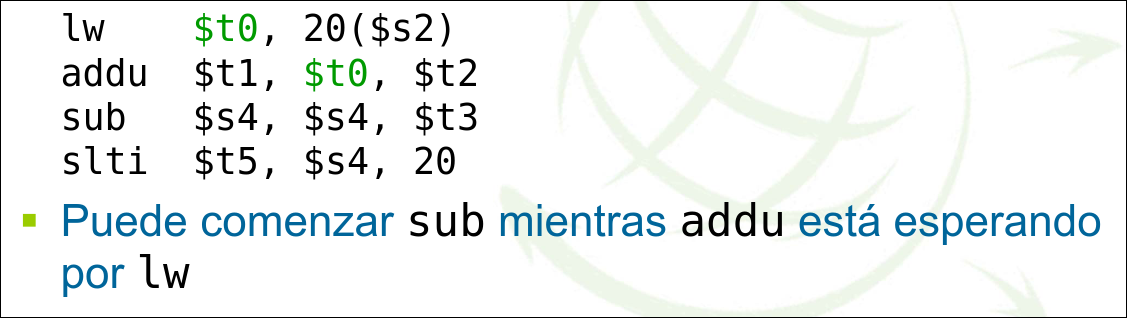 lw $t0, 20($s2)
addu $t1, $t0, $t2
sub $s4, $s4, $t3
slti $t5, $s4, 20
Puede comenzar sub mientras addu está esperando
por lw